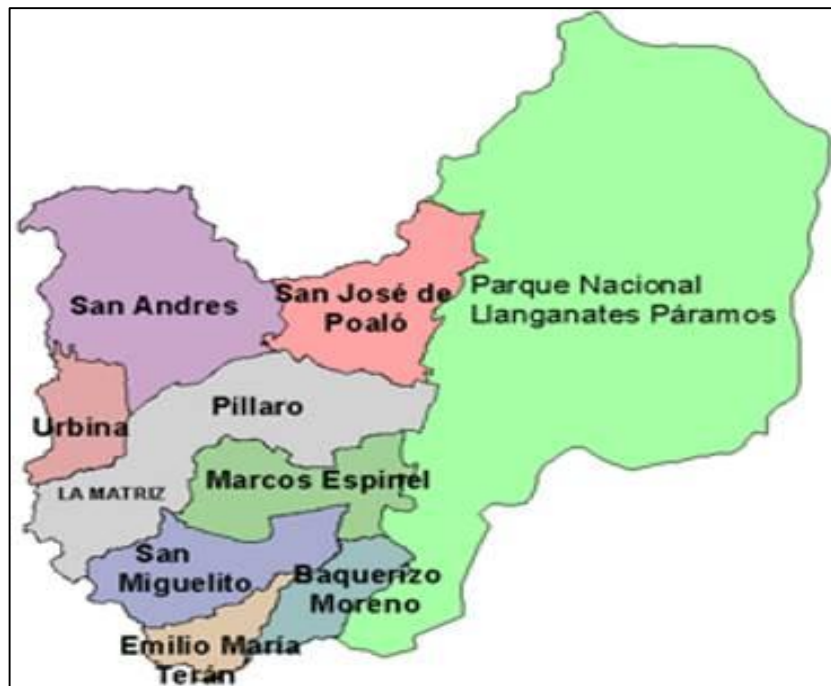 San Andres
San José de
Poaló
Parque Nacional
Llanganates Páramos
Urbina
Píllaro
LA MATRIZ
Marcos Espinel
San
Miguelito
Baquerizo
Moreno
Emilio María
Terán